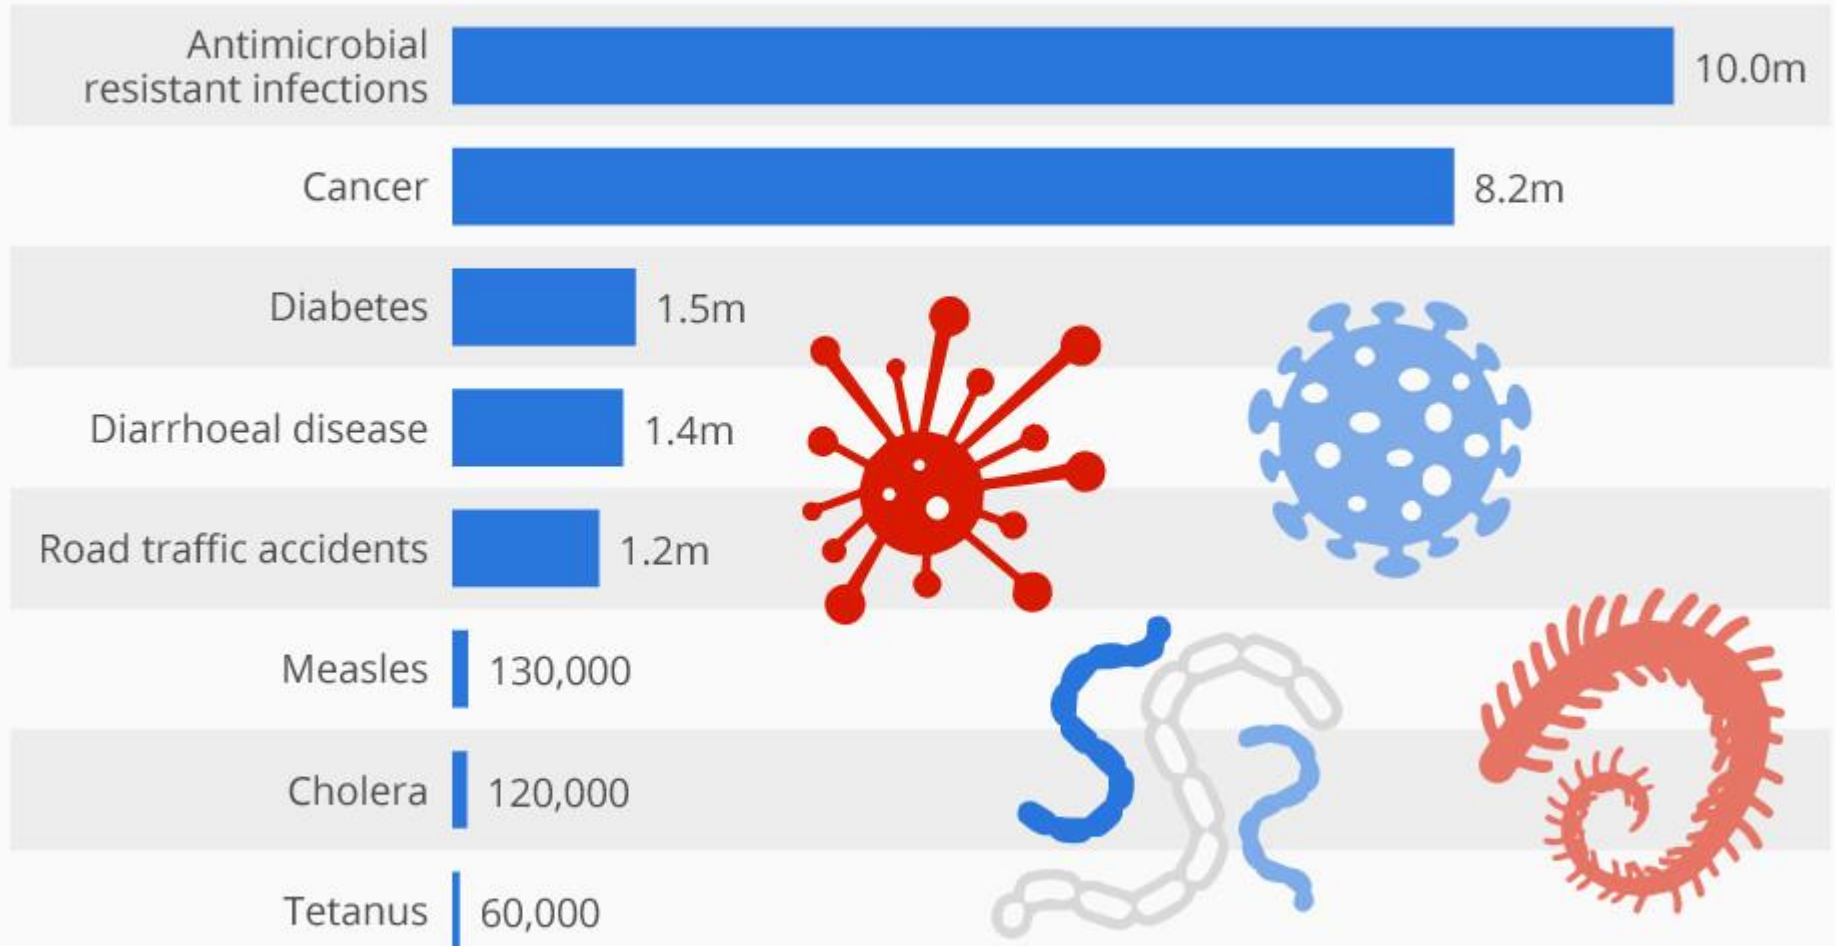 Antimicrobial
resistant infections
10.0m
Cancer
8.2m
Diabetes
1.5m
Diarrhoeal disease
1.4m
Road traffic accidents
1.2m
Measles
130,000
Cholera
120,000
Tetanus
60,000